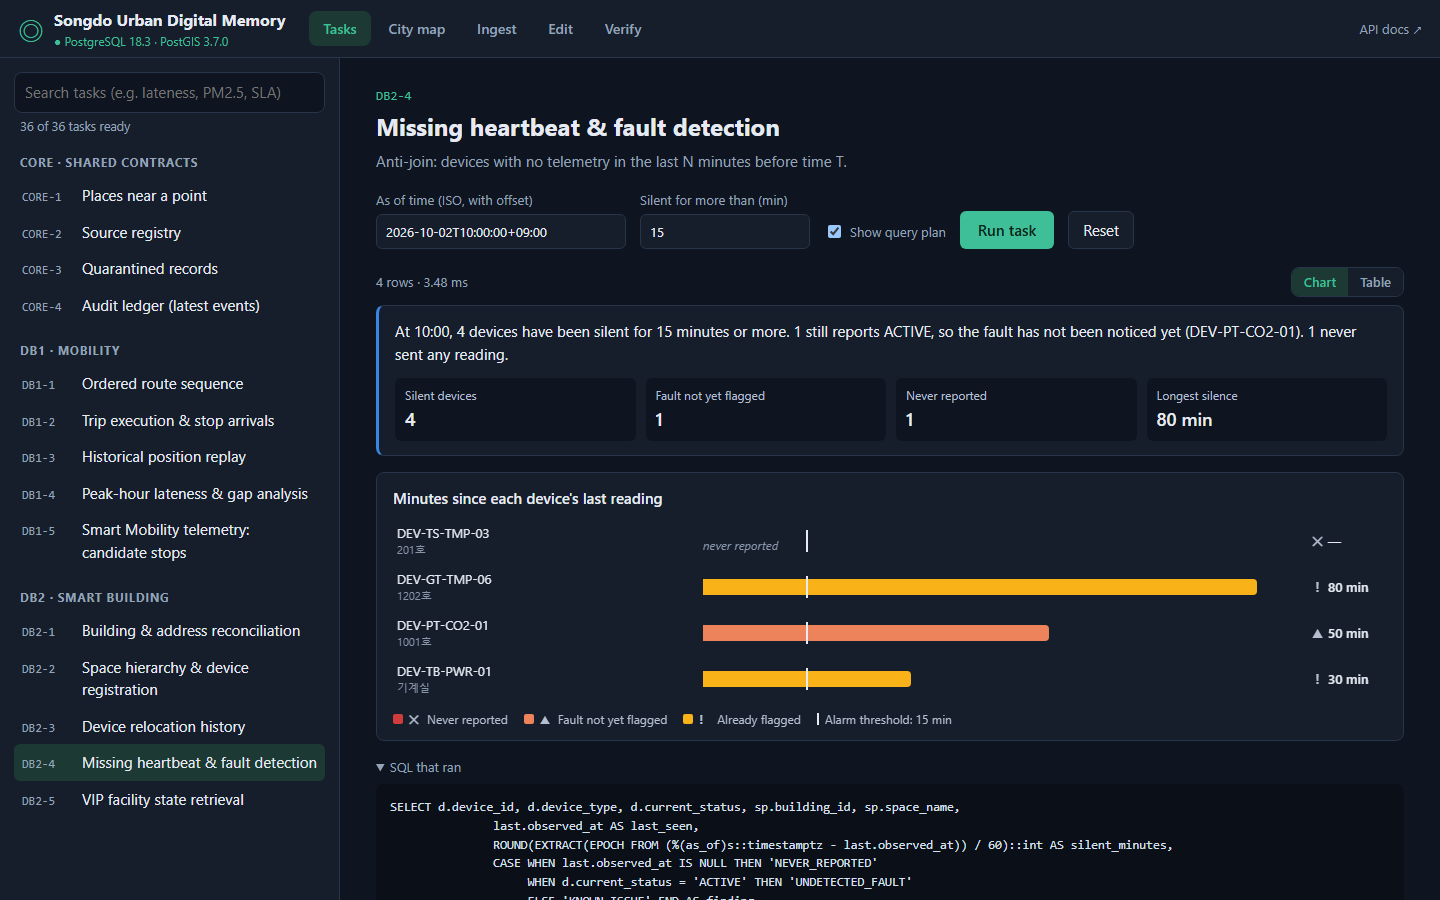 Songdo Urban Digital Memory
● PostgreSQL 18.3 · PostGIS 3.7.0
Tasks
City map
Ingest
Edit
Verify
API docs ↗
Search tasks (e.g. lateness, PM2.5, SLA)
36 of 36 tasks ready
CORE · SHARED CONTRACTS
CORE-1 Places near a point
CORE-2 Source registry
CORE-3 Quarantined records
CORE-4 Audit ledger (latest events)
DB1 · MOBILITY
DB1-1 Ordered route sequence
DB1-2 Trip execution & stop arrivals
DB1-3 Historical position replay
DB1-4 Peak-hour lateness & gap analysis
DB1-5 Smart Mobility telemetry:
candidate stops
DB2 · SMART BUILDING
DB2-1 Building & address reconciliation
DB2-2 Space hierarchy & device
registration
DB2-3 Device relocation history
DB2-4 Missing heartbeat & fault detection
DB2-5 VIP facility state retrieval
DB2-4
Missing heartbeat & fault detection
Anti-join: devices with no telemetry in the last N minutes before time T.
As of time (ISO, with offset)
2026-10-02T10:00:00+09:00
Silent for more than (min)
15
Show query plan
Run task
Reset
4 rows · 3.48 ms
Chart
Table
At 10:00, 4 devices have been silent for 15 minutes or more. 1 still reports ACTIVE, so the fault has not been noticed yet (DEV-PT-CO2-01). 1 never
sent any reading.
Silent devices
4
Fault not yet flagged
1
Never reported
1
Longest silence
80 min
Minutes since each device's last reading
DEV-TS-TMP-03
201호
never reported
✕ —
DEV-GT-TMP-06
1202호
! 80 min
DEV-PT-CO2-01
1001호
▲ 50 min
DEV-TB-PWR-01
기계실
! 30 min
✕ Never reported
▲ Fault not yet flagged
! Already flagged
Alarm threshold: 15 min
▼ SQL that ran
SELECT d.device_id, d.device_type, d.current_status, sp.building_id, sp.space_name,
last.observed_at AS last_seen,
ROUND(EXTRACT(EPOCH FROM (%(as_of)s::timestamptz - last.observed_at)) / 60)::int AS silent_minutes,
CASE WHEN last.observed_at IS NULL THEN 'NEVER_REPORTED'
WHEN d.current_status = 'ACTIVE' THEN 'UNDETECTED_FAULT'
ELSE 'KNOWN_ISSUE' END AS finding,